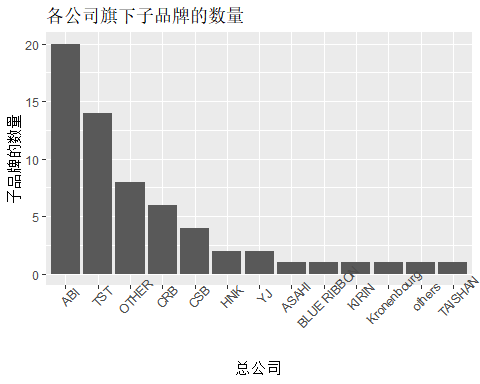 各公司旗下子品牌的数量
子品牌的数量
20
15
10
5
0
ABI
TST
OTHER
CRB
CSB
HNK
YJ
ASAHI
BLUE RIBBON
KIRIN
Kronenbourg
others
TAISHAN
总公司